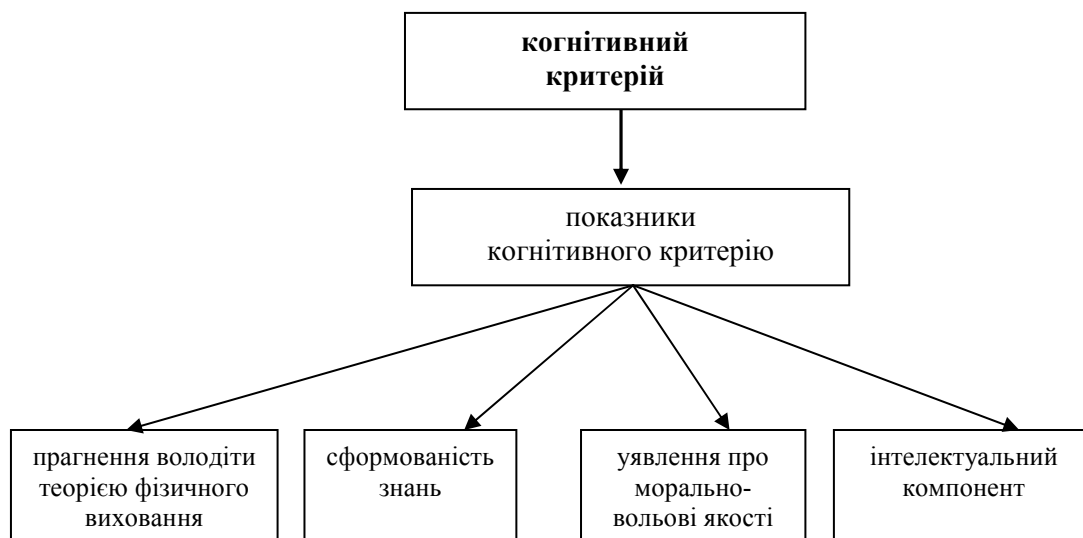 когнітивний
критерій
показники
когнітивного критерію
прагнення володіти
теорією фізичного
виховання
сформованість
знань
уявлення про
морально-
вольові якості
інтелектуальний
компонент